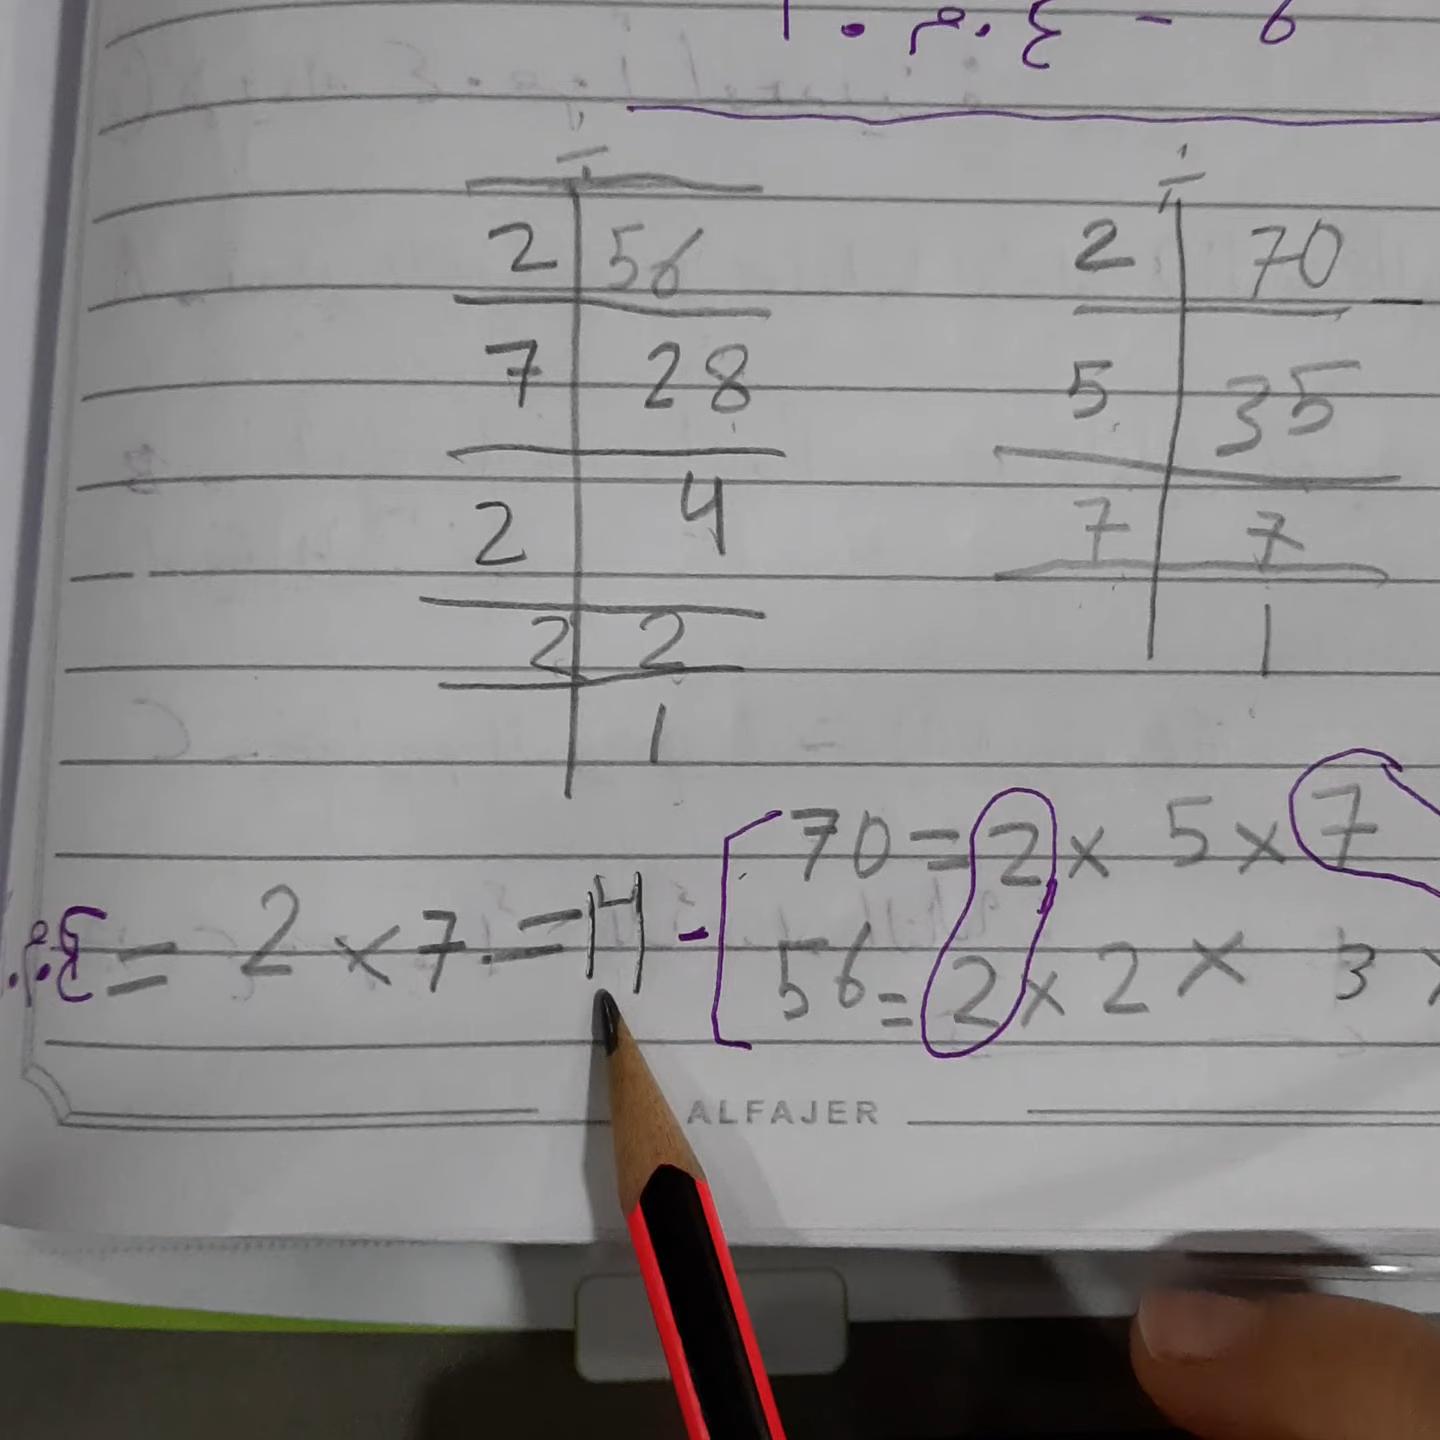 ع.م.أ - 6
÷ ÷
2 | 56 2 | 70
7 | 28 5 | 35
2 | 4 7 | 7
2 | 2 1
1
70 = 2 × 5 × 7
56 = 2 × 2 × 3 ×
ع.م. = 2 × 7 = 14 -
ALFAJER